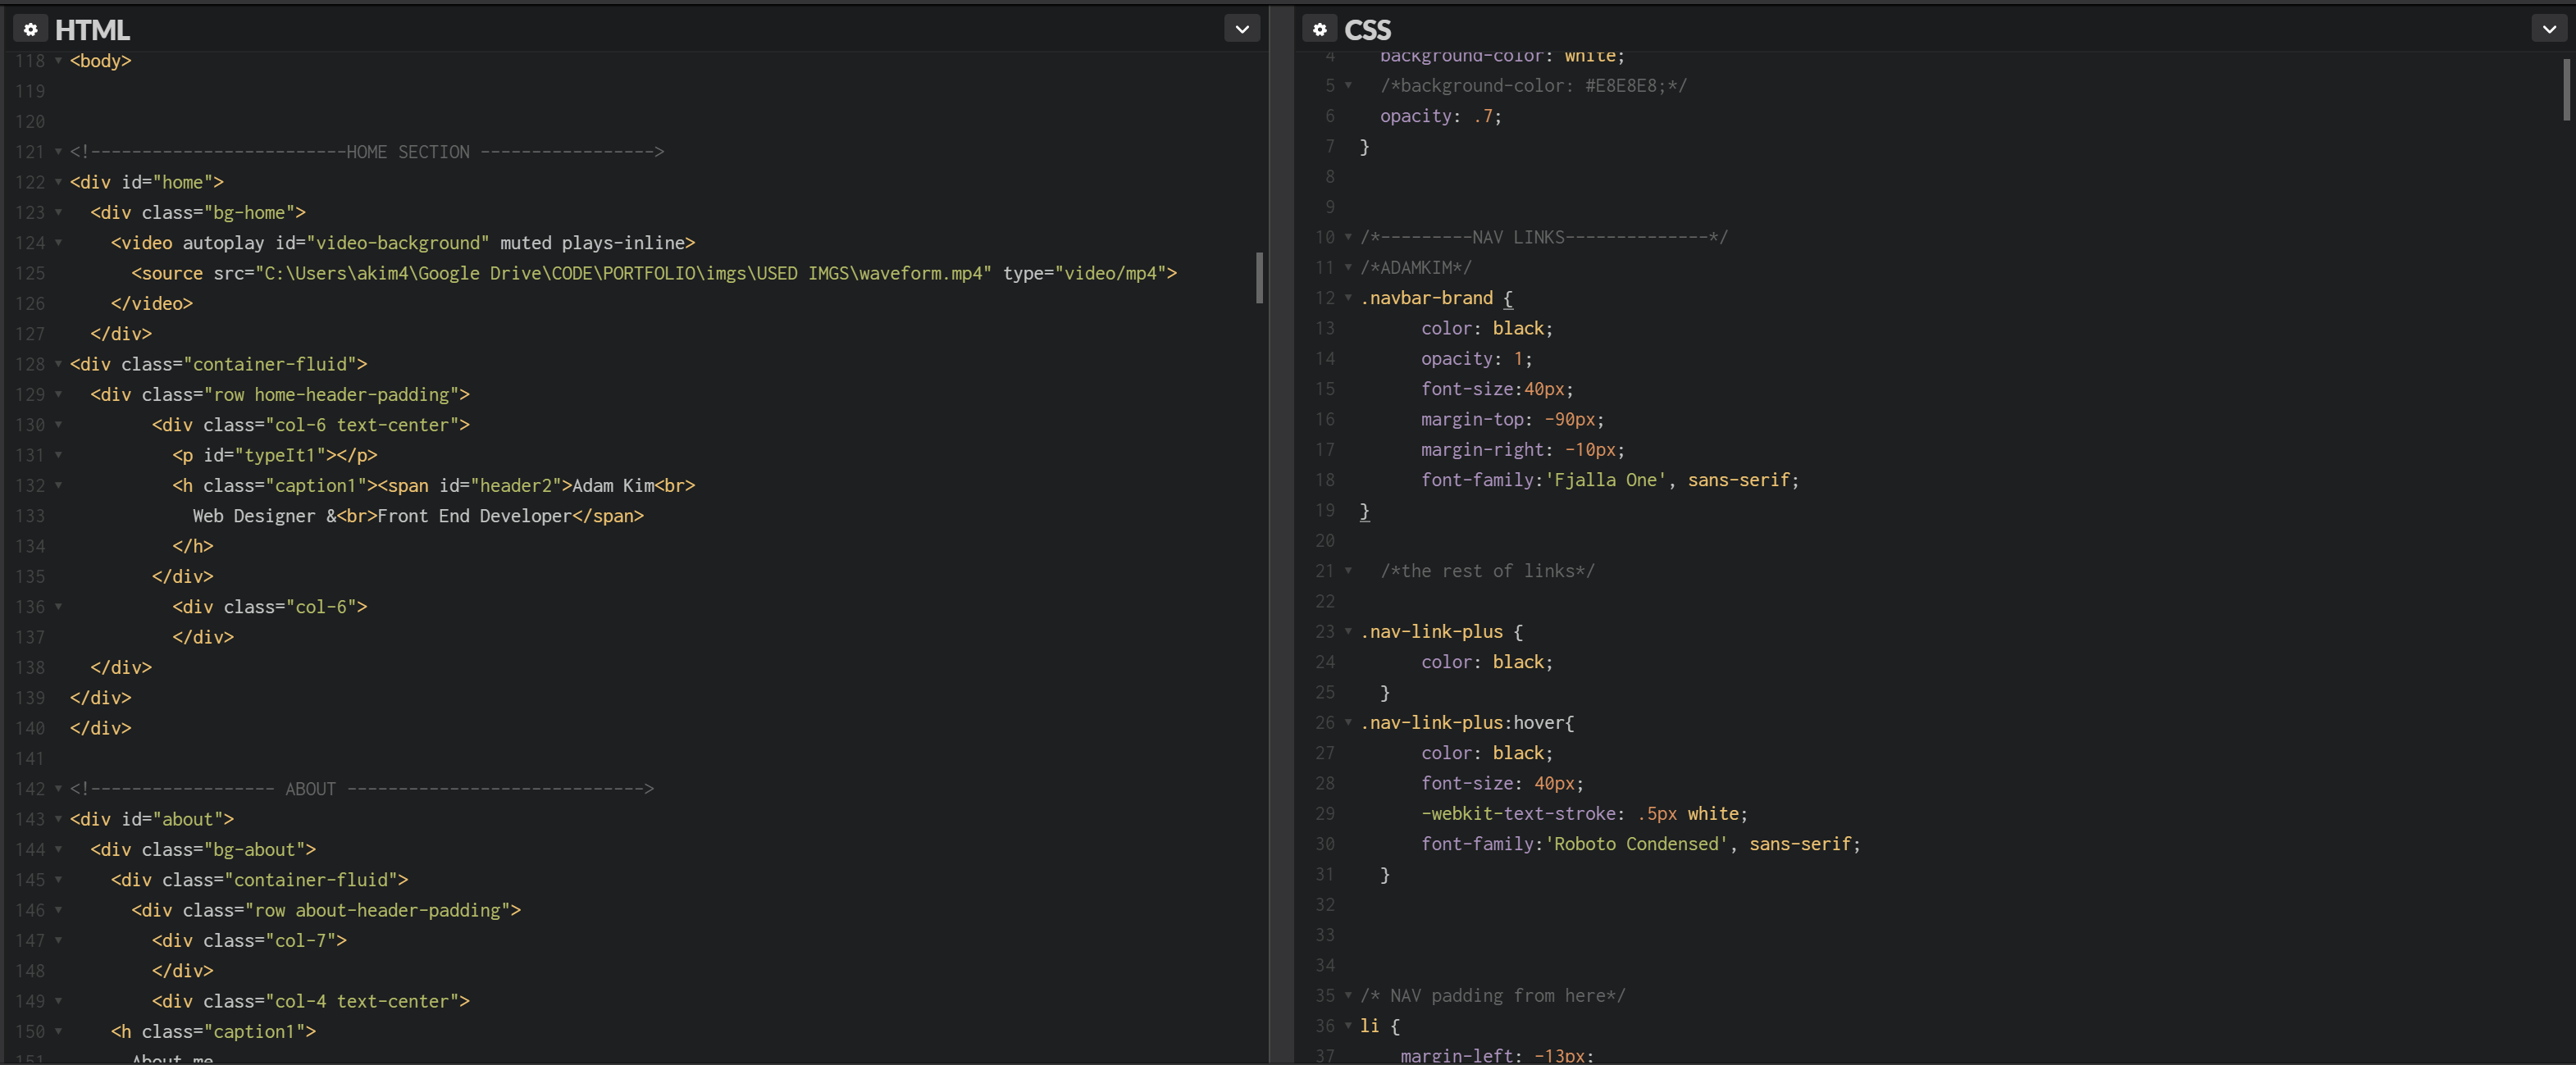 HTML
118 <body>
119
120
121 <!-------------------------HOME SECTION ----------------->
122 <div id="home">
123 <div class="bg-home">
124 <video autoplay id="video-background" muted plays-inline>
125 <source src="C:\Users\akim4\Google Drive\CODE\PORTFOLIO\imgs\USED IMGS\waveform.mp4" type="video/mp4">
126 </video>
127 </div>
128 <div class="container-fluid">
129 <div class="row home-header-padding">
130 <div class="col-6 text-center">
131 <p id="typeIt1"></p>
132 <h class="caption1"><span id="header2">Adam Kim<br>
133 Web Designer &<br>Front End Developer</span>
134 </h>
135 </div>
136 <div class="col-6">
137 </div>
138 </div>
139 </div>
140 </div>
141
142 <!------------------ ABOUT ----------------------------->
143 <div id="about">
144 <div class="bg-about">
145 <div class="container-fluid">
146 <div class="row about-header-padding">
147 <div class="col-7">
148 </div>
149 <div class="col-4 text-center">
150 <h class="caption1">
151 About me
CSS
4 background-color: white;
5 /*background-color: #E8E8E8;*/
6 opacity: .7;
7 }
8
9
10 /*---------NAV LINKS--------------*/
11 /*ADAMKIM*/
12 .navbar-brand {
13 color: black;
14 opacity: 1;
15 font-size:40px;
16 margin-top: -90px;
17 margin-right: -10px;
18 font-family:'Fjalla One', sans-serif;
19 }
20
21 /*the rest of links*/
22
23 .nav-link-plus {
24 color: black;
25 }
26 .nav-link-plus:hover{
27 color: black;
28 font-size: 40px;
29 -webkit-text-stroke: .5px white;
30 font-family:'Roboto Condensed', sans-serif;
31 }
32
33
34
35 /* NAV padding from here*/
36 li {
37 margin-left: -13px;